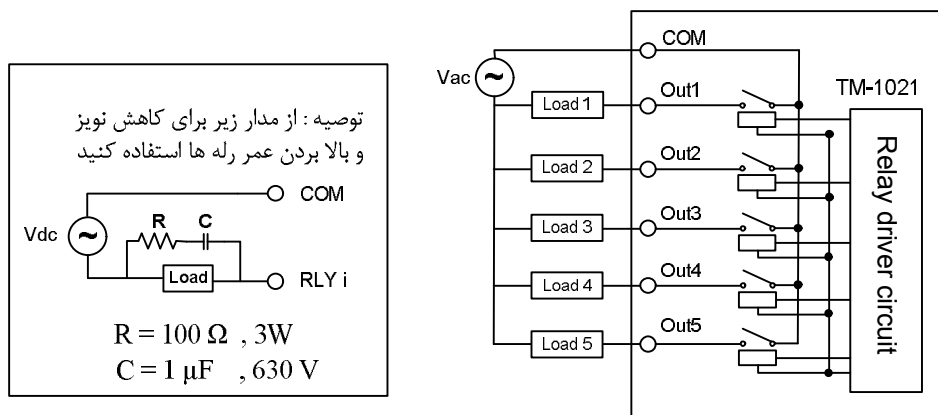 توصیه : از مدار زیر برای کاهش نویز
و بالا بردن عمر رله ها استفاده کنید
COM
R C
Vdc
~
Load
RLY i
R = 100 Ω , 3W
C = 1 µF , 630 V
COM
Vac
~
TM-1021
Load 1
Out1
Load 2
Out2
Load 3
Out3
Load 4
Out4
Load 5
Out5
Relay driver circuit